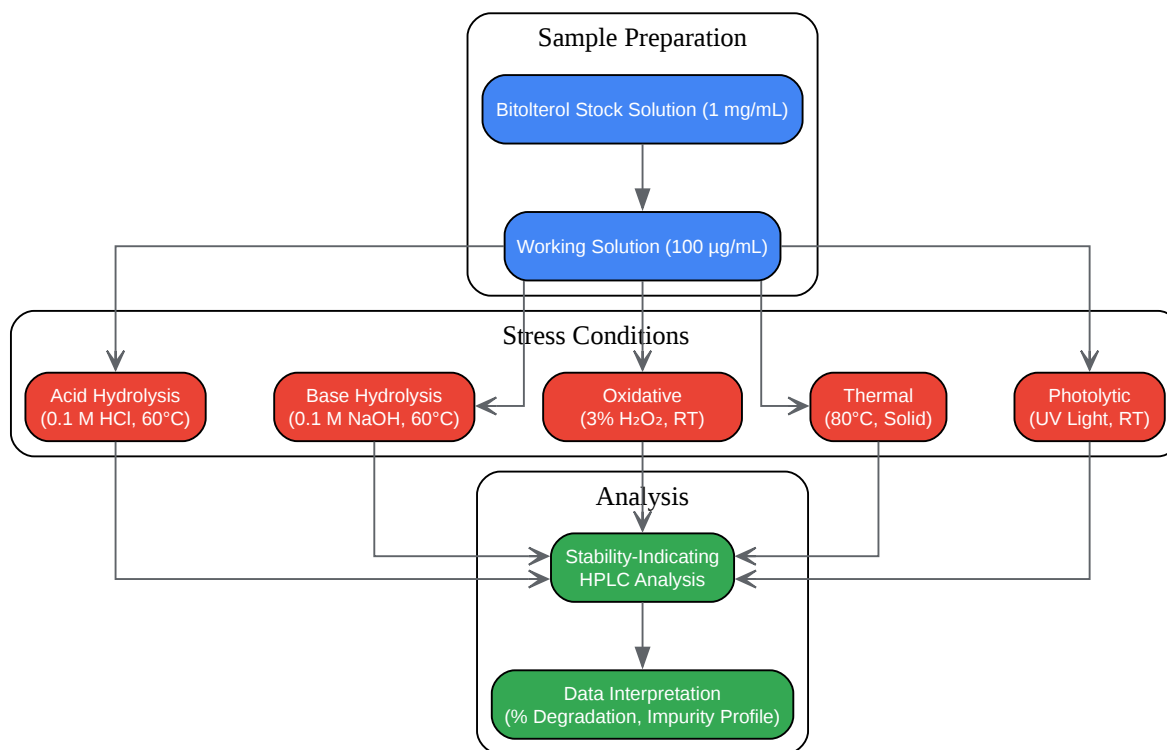 Sample Preparation
Bitolterol Stock Solution (1 mg/mL)
Working Solution (100 µg/mL)
Stress Conditions
Acid Hydrolysis
(0.1 M HCl, 60°C)
Base Hydrolysis
(0.1 M NaOH, 60°C)
Oxidative
(3% H₂O₂, RT)
Thermal
(80°C, Solid)
Photolytic
(UV Light, RT)
Analysis
Stability-Indicating
HPLC Analysis
Data Interpretation
(% Degradation, Impurity Profile)